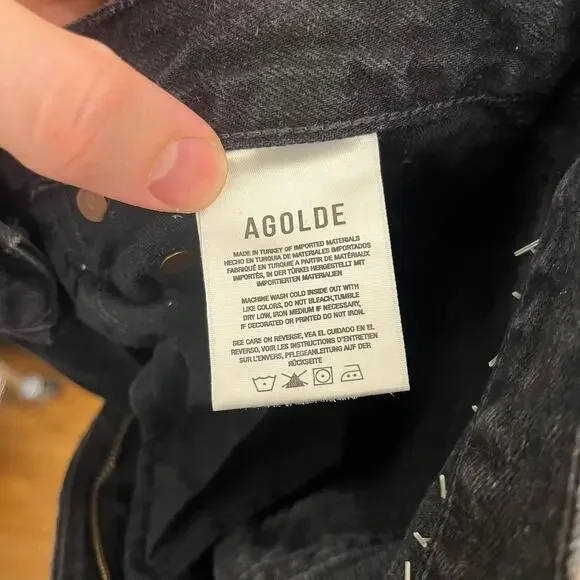 AGOLDE
MADE IN TURKEY OF IMPORTED MATERIALS
HECHO EN TURQUIA DE MATERIALES IMPORTADOS
FABRIQUÉ EN TURQUIE A PARTIR DE MATÉRIAUX
IMPORTÉS, IN DER TÜRKEI HERGESTELLT MIT
IMPORTIERTEN MATERIALIEN
MACHINE WASH COLD INSIDE OUT WITH
LIKE COLORS, DO NOT BLEACH,TUMBLE
DRY LOW, IRON MEDIUM IF NECESSARY.
IF DECORATED OR PRINTED DO NOT IRON.
SEE CARE ON REVERSE, VEA EL CUIDADO EN EL
REVERSO, VOIR LES INSTRUCTIONS D'ENTRETIEN
SUR L'ENVERS, PFLEGEANLEITUNG AUF DER
RÜCKSEITE